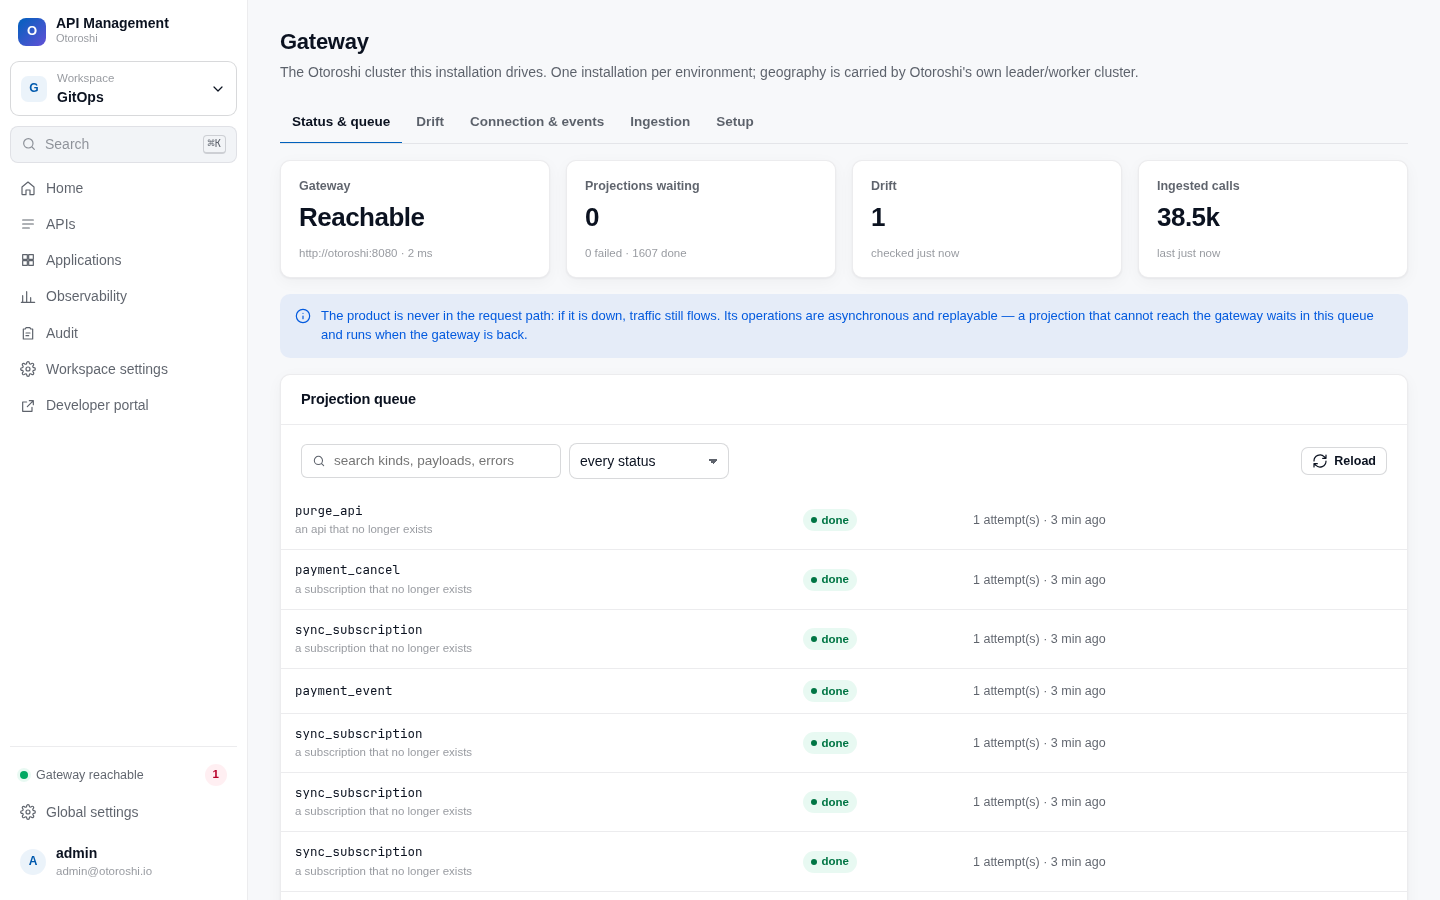 O
API Management
Otoroshi
G
Workspace
GitOps
Search
⌘K
Home
APIs
Applications
Observability
Audit
Workspace settings
Developer portal
Gateway reachable
1
Global settings
A
admin
admin@otoroshi.io
Gateway
The Otoroshi cluster this installation drives. One installation per environment; geography is carried by Otoroshi's own leader/worker cluster.
Status & queue
Drift
Connection & events
Ingestion
Setup
Gateway
Reachable
http://otoroshi:8080 · 2 ms
Projections waiting
0
0 failed · 1607 done
Drift
1
checked just now
Ingested calls
38.5k
last just now
The product is never in the request path: if it is down, traffic still flows. Its operations are asynchronous and replayable — a projection that cannot reach the gateway waits in this queue
and runs when the gateway is back.
Projection queue
search kinds, payloads, errors
every status
Reload
purge_api
an api that no longer exists
done
1 attempt(s) · 3 min ago
payment_cancel
a subscription that no longer exists
done
1 attempt(s) · 3 min ago
sync_subscription
a subscription that no longer exists
done
1 attempt(s) · 3 min ago
payment_event
done
1 attempt(s) · 3 min ago
sync_subscription
a subscription that no longer exists
done
1 attempt(s) · 3 min ago
sync_subscription
a subscription that no longer exists
done
1 attempt(s) · 3 min ago
sync_subscription
a subscription that no longer exists
done
1 attempt(s) · 3 min ago